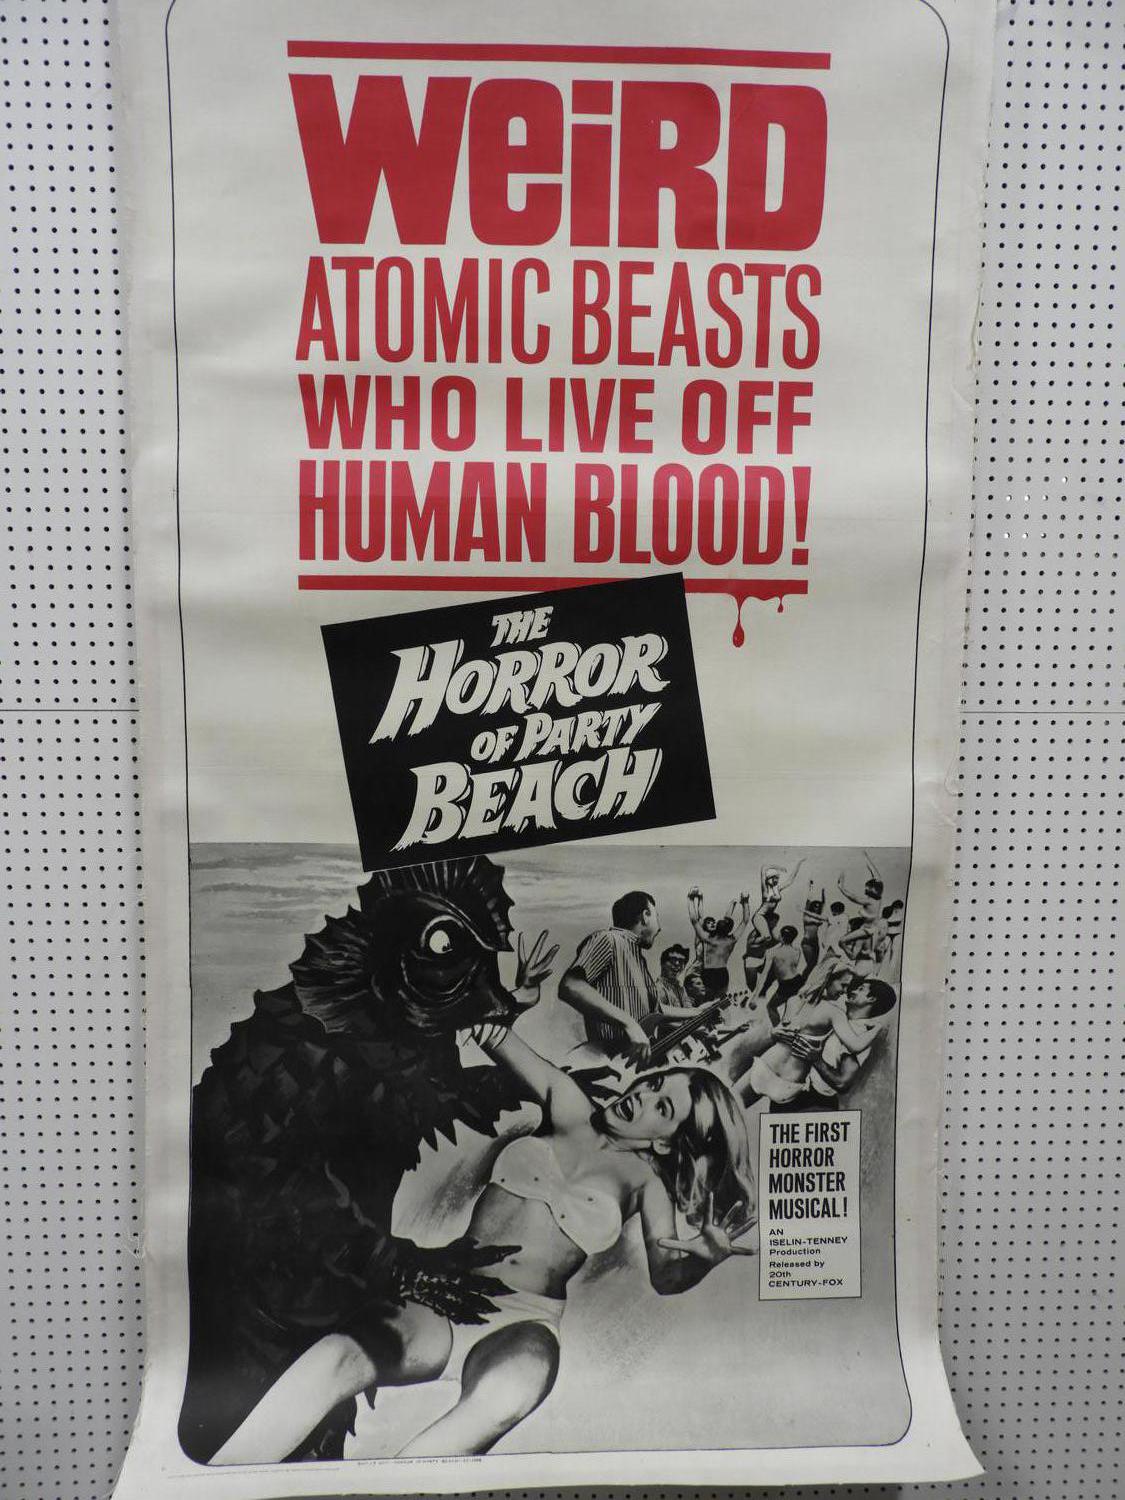 WeiRD
ATOMIC BEASTS
WHO LIVE OFF
HUMAN BLOOD!
THE
HORROR
OF PARTY
BEACH
THE FIRST
HORROR
MONSTER
MUSICAL!
AN
ISELIN-TENNEY
Production
Released by
20th
CENTURY-FOX